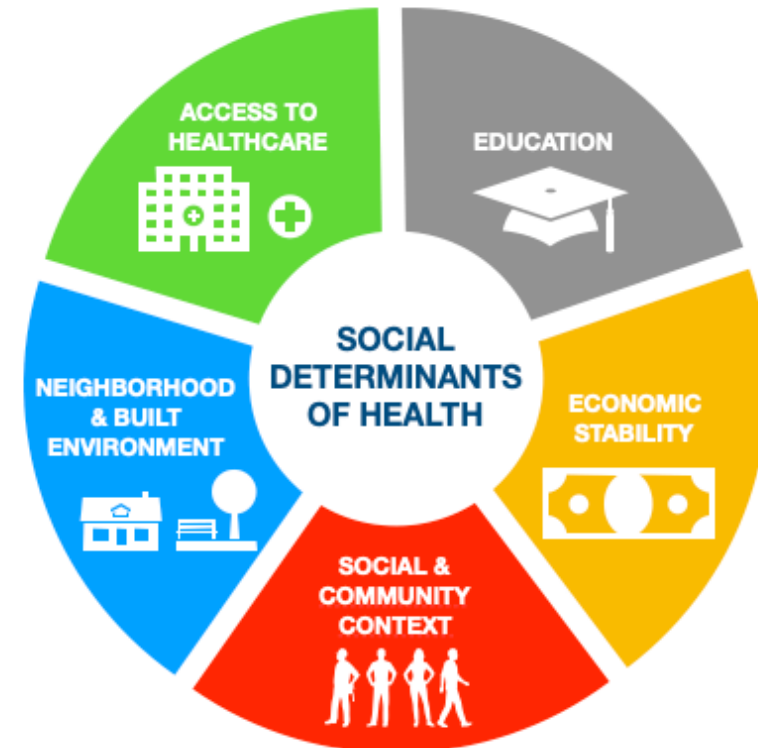 ACCESS TO
HEALTHCARE
EDUCATION
SOCIAL
DETERMINANTS
OF HEALTH
NEIGHBORHOOD
& BUILT
ENVIRONMENT
ECONOMIC
STABILITY
SOCIAL &
COMMUNITY
CONTEXT